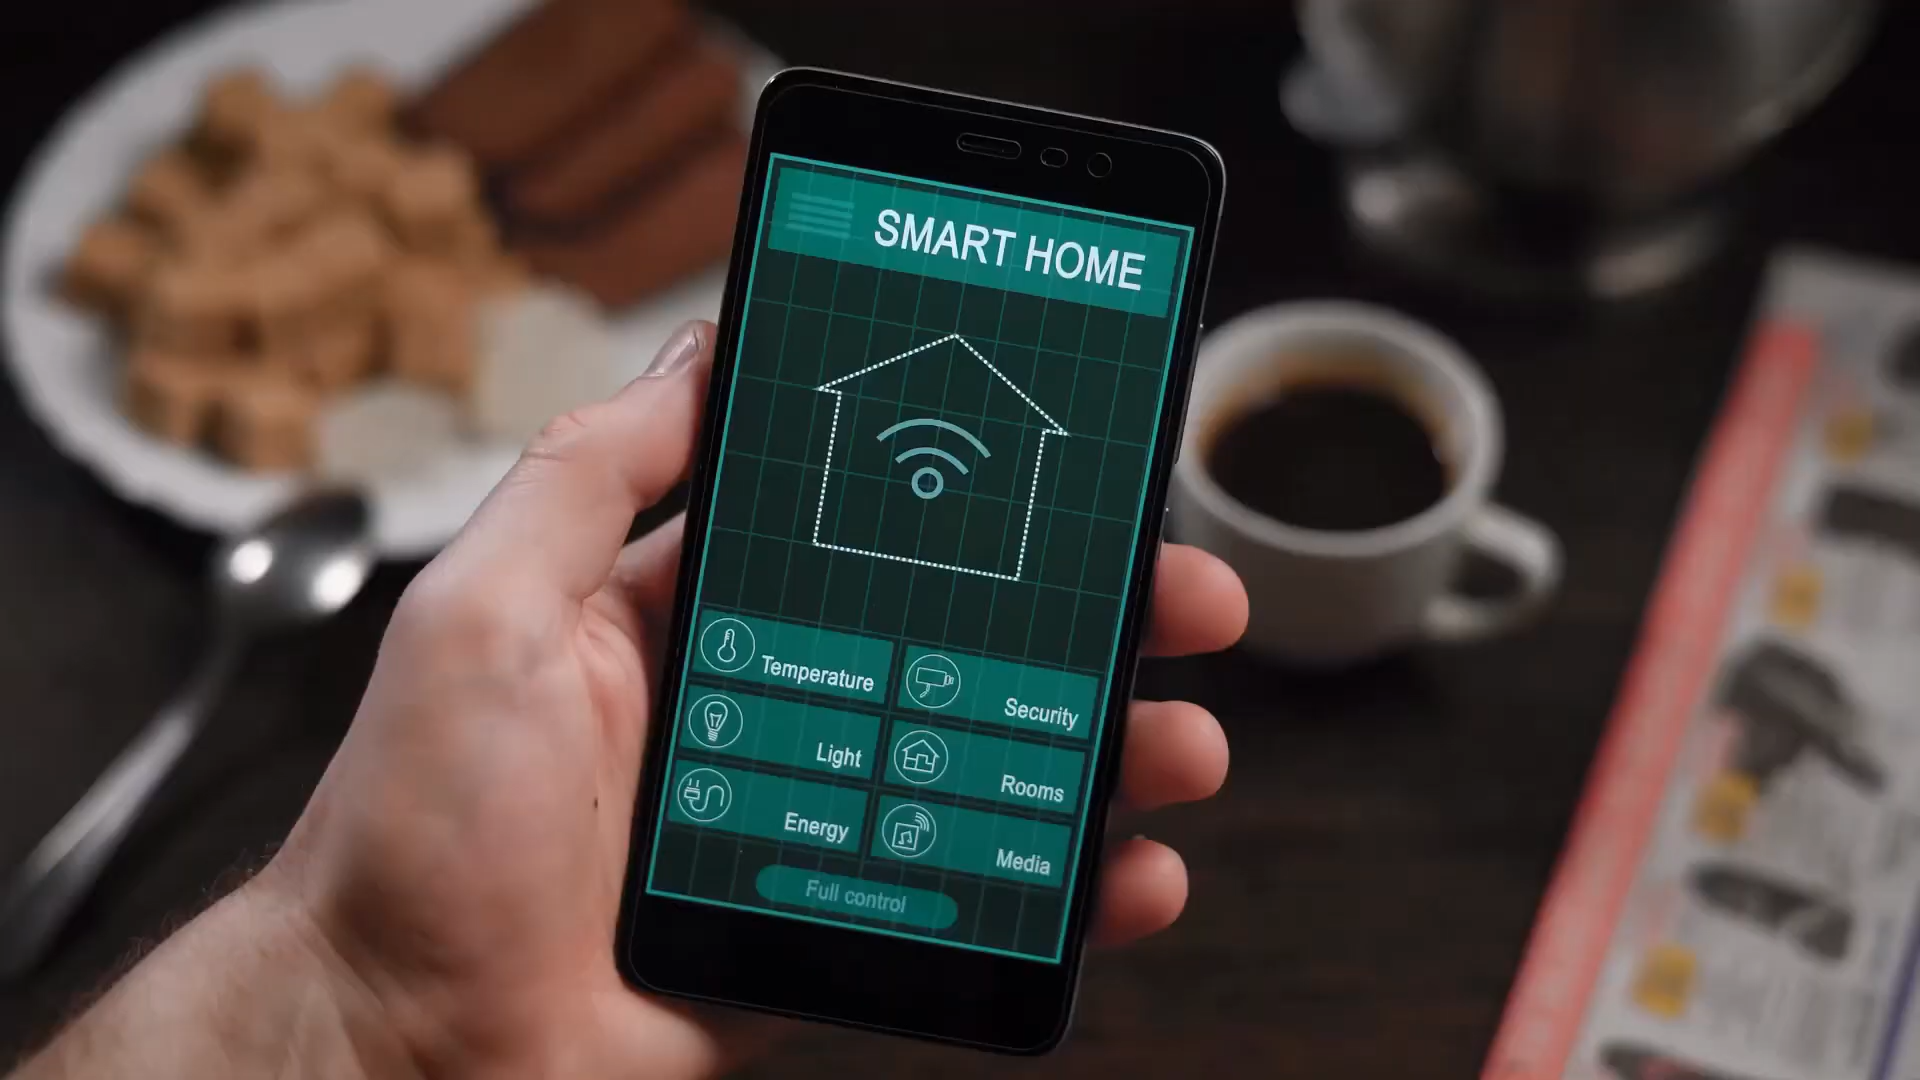 SMART HOME
Temperature
Security
Light
Rooms
Energy
Media
Full control